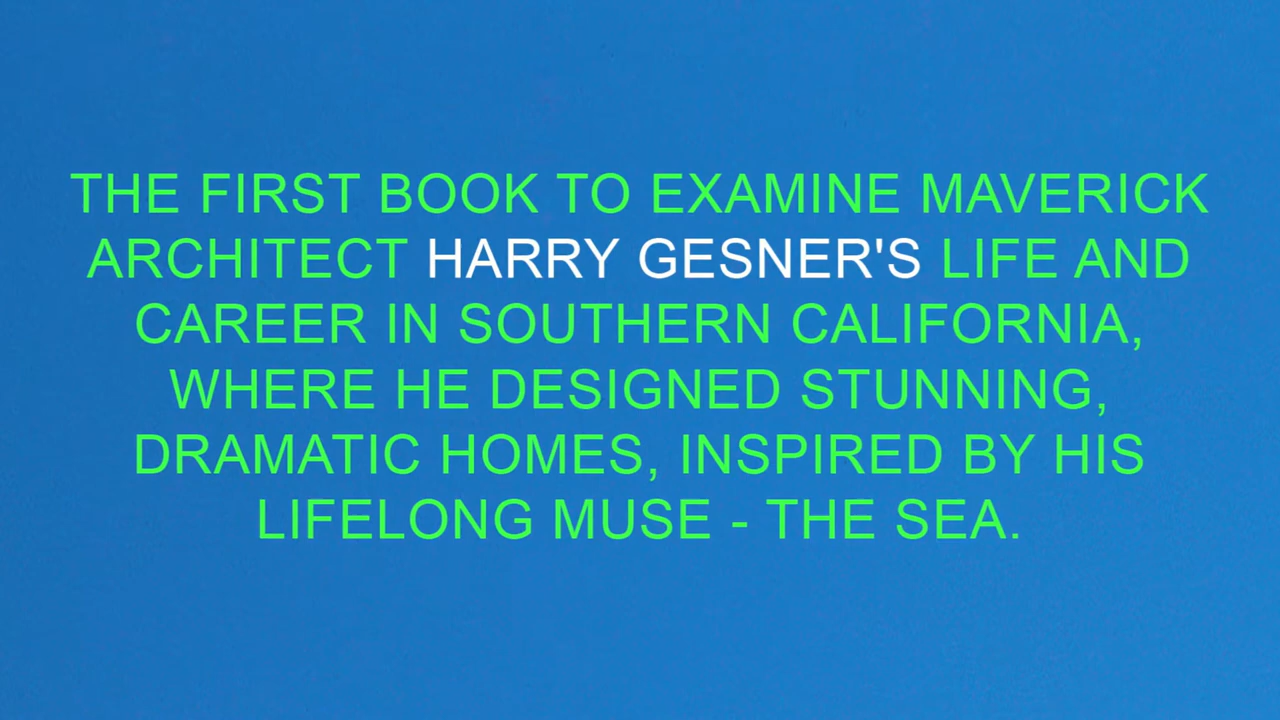 THE FIRST BOOK TO EXAMINE MAVERICK
ARCHITECT HARRY GESNER'S LIFE AND
CAREER IN SOUTHERN CALIFORNIA,
WHERE HE DESIGNED STUNNING,
DRAMATIC HOMES, INSPIRED BY HIS
LIFELONG MUSE - THE SEA.